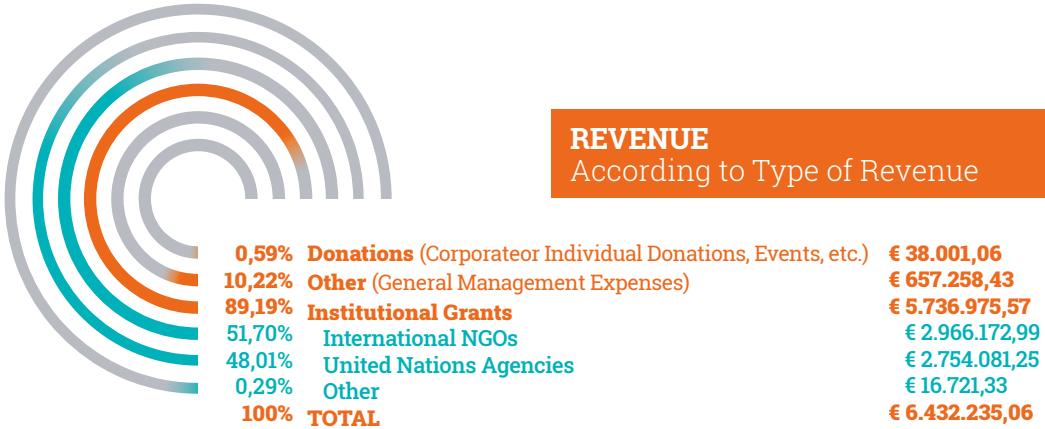 REVENUE
According to Type of Revenue
0,59% Donations (Corporateor Individual Donations, Events, etc.) € 38.001,06
10,22% Other (General Management Expenses) € 657.258,43
89,19% Institutional Grants € 5.736.975,57
51,70% International NGOs € 2.966.172,99
48,01% United Nations Agencies € 2.754.081,25
0,29% Other € 16.721,33
100% TOTAL € 6.432.235,06